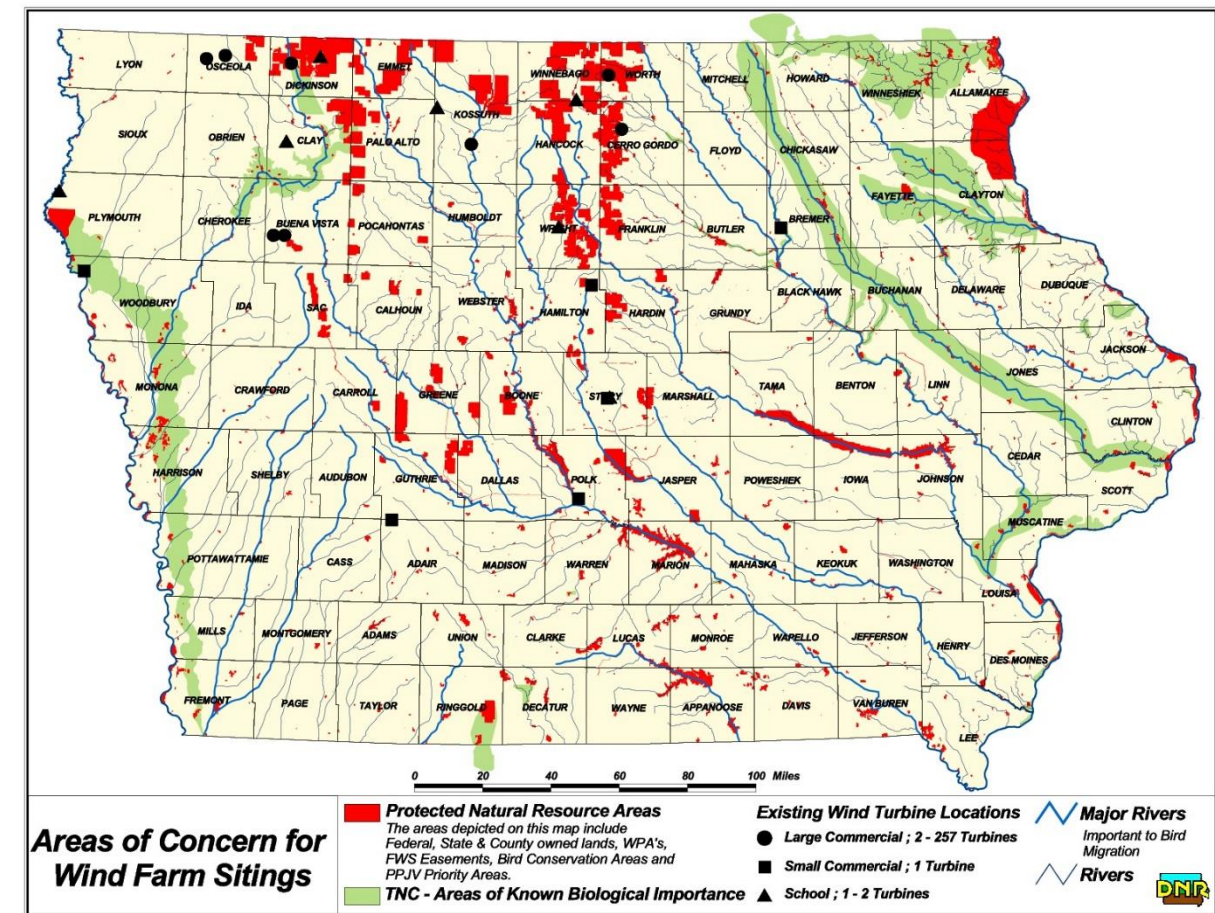 LYON
OSCEOLA
DICKINSON
EMMET
WINNEBAGO
WORTH
MITCHELL
HOWARD
WINNESHIEK
ALLAMAKEE
KOSSUTH
SIOUX
OBRIEN
CLAY
PALO ALTO
HANCOCK
CERRO GORDO
FLOYD
CHICKASAW
FAYETTE
CLAYTON
PLYMOUTH
CHEROKEE
BUENA VISTA
POCAHONTAS
HUMBOLDT
WRIGHT
FRANKLIN
BUTLER
BREMER
WOODBURY
IDA
SAC
CALHOUN
WEBSTER
HAMILTON
HARDIN
GRUNDY
BLACK HAWK
BUCHANAN
DELAWARE
DUBUQUE
MONONA
CRAWFORD
CARROLL
GREENE
BOONE
STORY
MARSHALL
TAMA
BENTON
LINN
JONES
JACKSON
CLINTON
HARRISON
SHELBY
AUDUBON
GUTHRIE
DALLAS
POLK
JASPER
POWESHIEK
IOWA
JOHNSON
CEDAR
SCOTT
MUSCATINE
POTTAWATTAMIE
CASS
ADAIR
MADISON
WARREN
MARION
MAHASKA
KEOKUK
WASHINGTON
LOUISA
MILLS
MONTGOMERY
ADAMS
UNION
CLARKE
LUCAS
MONROE
WAPELLO
JEFFERSON
HENRY
DES MOINES
FREMONT
PAGE
TAYLOR
RINGGOLD
DECATUR
WAYNE
APPANOOSE
DAVIS
VAN BUREN
LEE
0 20 40 60 80 100 Miles
Areas of Concern for
Wind Farm Sitings
Protected Natural Resource Areas
The areas depicted on this map include
Federal, State & County owned lands, WPA's,
FWS Easements, Bird Conservation Areas and
PPJV Priority Areas.
TNC - Areas of Known Biological Importance
Existing Wind Turbine Locations
Large Commercial ; 2 - 257 Turbines
Small Commercial ; 1 Turbine
School ; 1 - 2 Turbines
Major Rivers
Important to Bird
Migration
Rivers
DNR